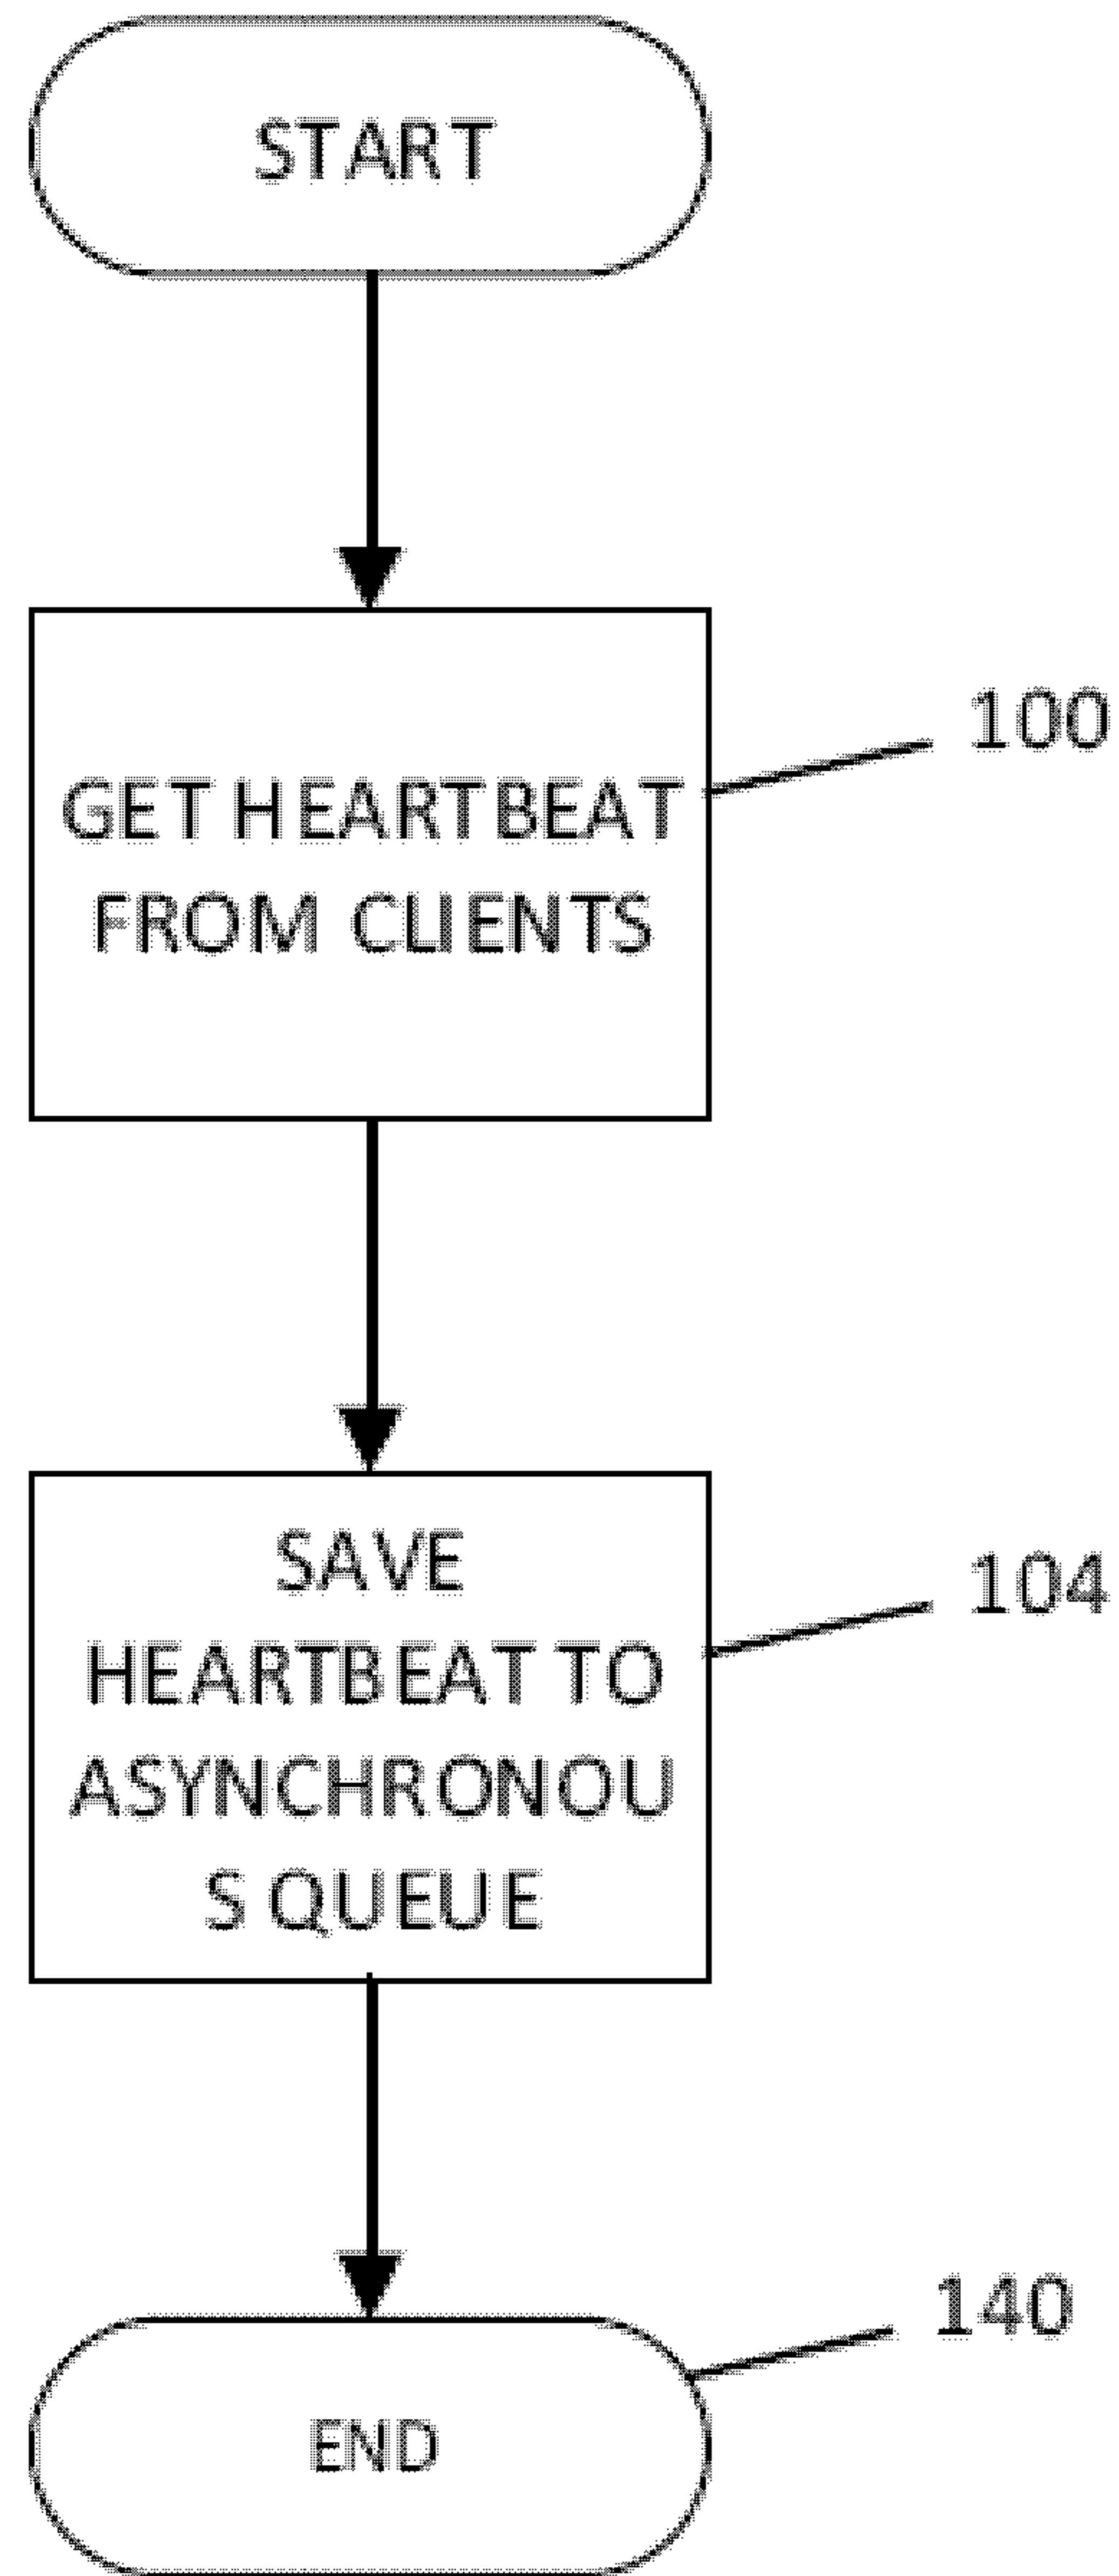 START
100
GET HEARTBEAT
FROM CLIENTS
104
SAVE
HEARTBEAT TO
ASYNCHRONOU
S QUEUE
140
END